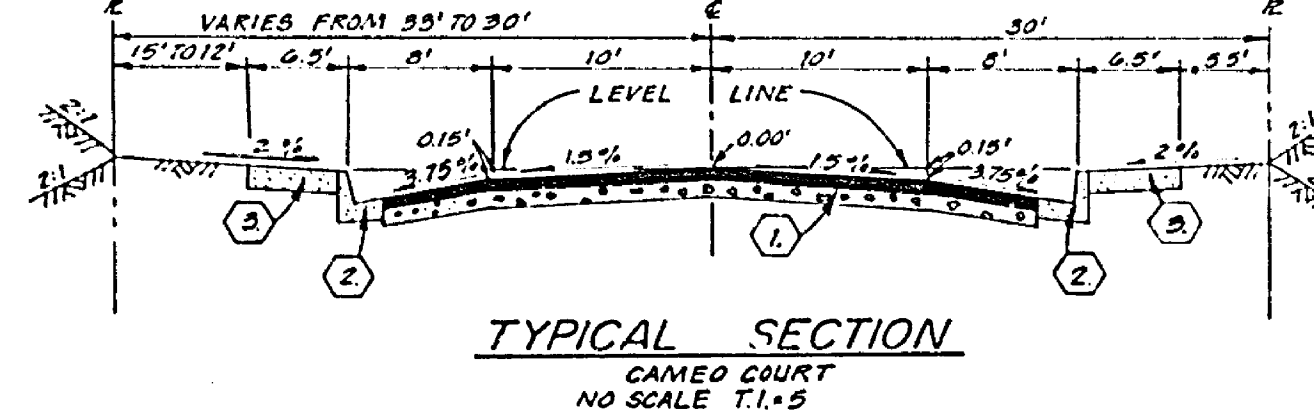 R ℄ R
VARIES FROM 33' TO 30' 30'
15' TO 12' 6.5' 8' 10' 10' 8' 6.5' 5.5'
LEVEL LINE
2:1 2:1
0.15' 0.00' 0.15'
2% 3.75% 1.5% 1.5% 3.75% 2%
2:1 2:1
3. 1. 3.
2. 2.
TYPICAL SECTION
CAMEO COURT
NO SCALE T.I.=5